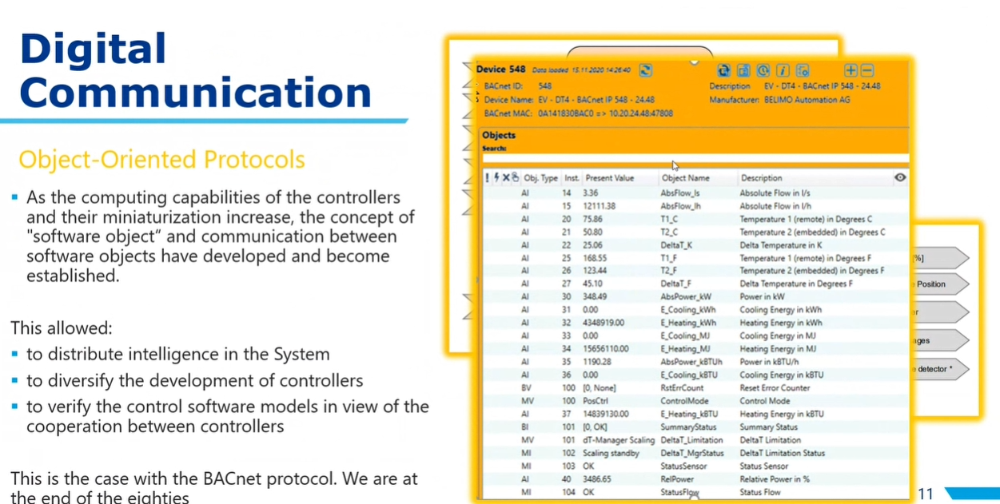 Digital
Communication
Object-Oriented Protocols
▪ As the computing capabilities of the controllers
and their miniaturization increase, the concept of
"software object“ and communication between
software objects have developed and become
established.
This allowed:
▪ to distribute intelligence in the System
▪ to diversify the development of controllers
▪ to verify the control software models in view of the
cooperation between controllers
This is the case with the BACnet protocol. We are at
the end of the eighties
Device 548 Data loaded 15.11.2020 14:26:40
BACnet ID: 548
Device Name: EV - DT4 - BACnet IP 548 - 24.48
BACnet MAC: 0A141830BAC0 => 10.20.24.48:47808
Description EV - DT4 - BACnet IP 548 - 24.48
Manufacturer: BELIMO Automation AG
Objects
Search:
Obj. Type Inst. Present Value Object Name Description
AI 14 3.36 AbsFlow_ls Absolute Flow in l/s
AI 15 12111.38 AbsFlow_lh Absolute Flow in l/h
AI 20 75.86 T1_C Temperature 1 (remote) in Degrees C
AI 21 50.80 T2_C Temperature 2 (embedded) in Degrees C
AI 22 25.06 DeltaT_K Delta Temperature in K
AI 25 168.55 T1_F Temperature 1 (remote) in Degrees F
AI 26 123.44 T2_F Temperature 2 (embedded) in Degrees F
AI 27 45.10 DeltaT_F Delta Temperature in Degrees F
AI 30 348.49 AbsPower_kW Power in kW
AI 31 0.00 E_Cooling_kWh Cooling Energy in kWh
AI 32 4348919.00 E_Heating_kWh Heating Energy in kWh
AI 33 0.00 E_Cooling_MJ Cooling Energy in MJ
AI 34 15656110.00 E_Heating_MJ Heating Energy in MJ
AI 35 1190.28 AbsPower_kBTUh Power in kBTU/h
AI 36 0.00 E_Cooling_kBTU Cooling Energy in kBTU
BV 100 [0, None] RstErrCount Reset Error Counter
MV 100 PosCtrl ControlMode Control Mode
AI 37 14839130.00 E_Heating_kBTU Heating Energy in kBTU
BI 101 [0, OK] SummaryStatus Summary Status
MV 101 dT-Manager Scaling DeltaT_Limitation DeltaT Limitation
MI 102 Scaling standby DeltaT_MgrStatus DeltaT Limitation Status
MI 103 OK StatusSensor Status Sensor
AI 40 3486.65 RelPower Relative Power in %
MI 104 OK StatusFlow Status Flow
[%]
Position
er
ages
detector *
11